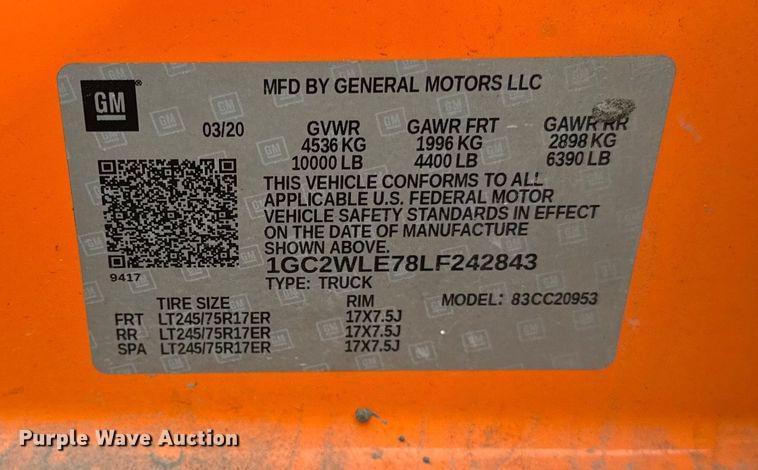 GM
MFD BY GENERAL MOTORS LLC
03/20 GVWR GAWR FRT GAWR RR
4536 KG 1996 KG 2898 KG
10000 LB 4400 LB 6390 LB
THIS VEHICLE CONFORMS TO ALL
APPLICABLE U.S. FEDERAL MOTOR
VEHICLE SAFETY STANDARDS IN EFFECT
ON THE DATE OF MANUFACTURE
SHOWN ABOVE.
9417
1GC2WLE78LF242843
TYPE: TRUCK
TIRE SIZE RIM MODEL: 83CC20953
FRT LT245/75R17ER 17X7.5J
RR LT245/75R17ER 17X7.5J
SPA LT245/75R17ER 17X7.5J
Purple Wave Auction